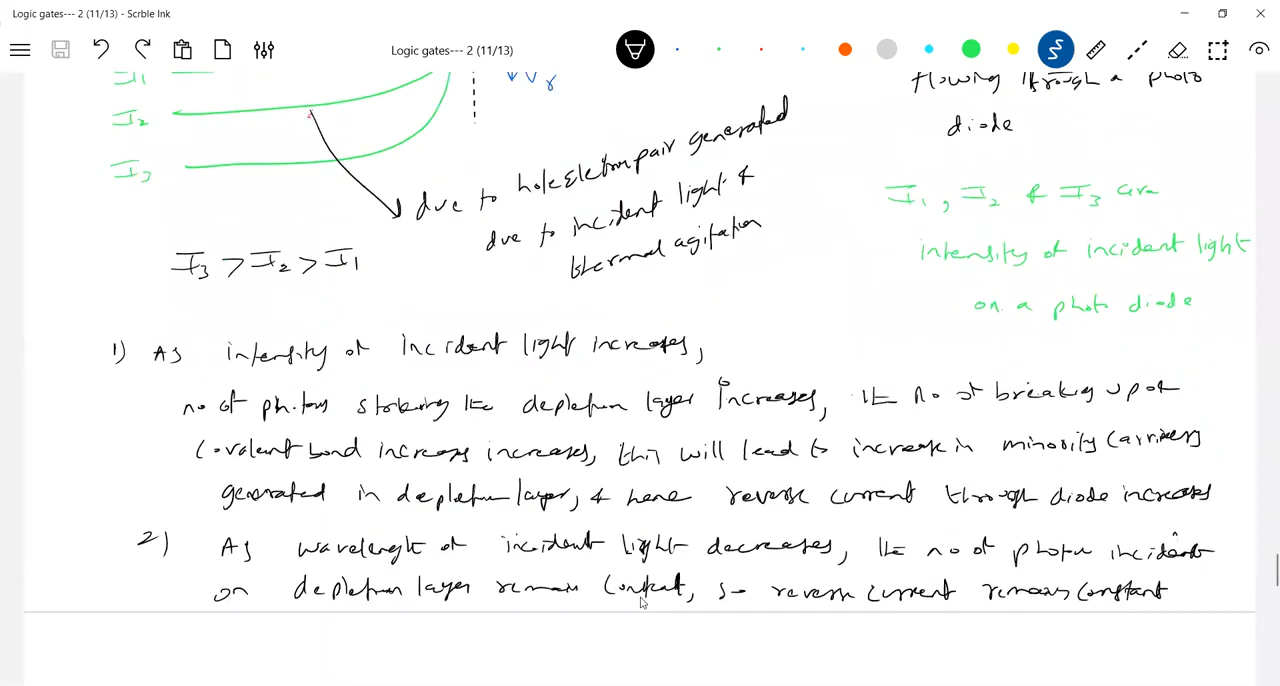 Logic gates--- 2 (11/13) - Scrble Ink
Logic gates--- 2 (11/13)
I1
I2
I3
Vr
flowing through a photo
diode
due to hole eletron pair generated
due to incident light &
thermal agitation
I1, I2 & I3 are
intensity of incident light
on a photo diode
I3 > I2 > I1
1) As intensity of incident light increases,
no of photons striking the depletion layer increases, the no of breaking up of
covalent bond increases increases, this will lead to increase in minority carriers
generated in depletion layer, & hence reverse current through diode increases
2) As wavelength of incident light decreases, the no of photon incident
on depletion layer remain constant, so reverse current remains constant